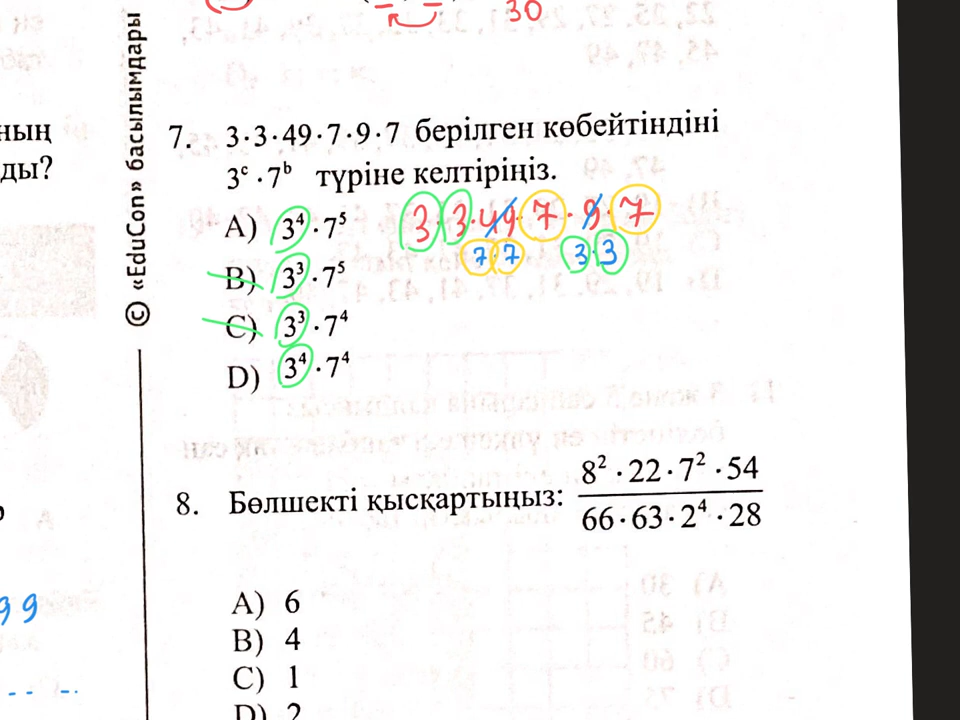 30
© «EduCon» басылымдары
ның
ды?
7. 3·3·49·7·9·7 берілген көбейтіндіні
3ᶜ · 7ᵇ түріне келтіріңіз.
A) 3⁴ · 7⁵
3·3·49·7·9·7
7·7 3·3
B) 3³ · 7⁵
C) 3³ · 7⁴
D) 3⁴ · 7⁴
8. Бөлшекті қысқартыңыз: 8² · 22 · 7² · 54
66 · 63 · 2⁴ · 28
A) 6
B) 4
C) 1
D) 2
99